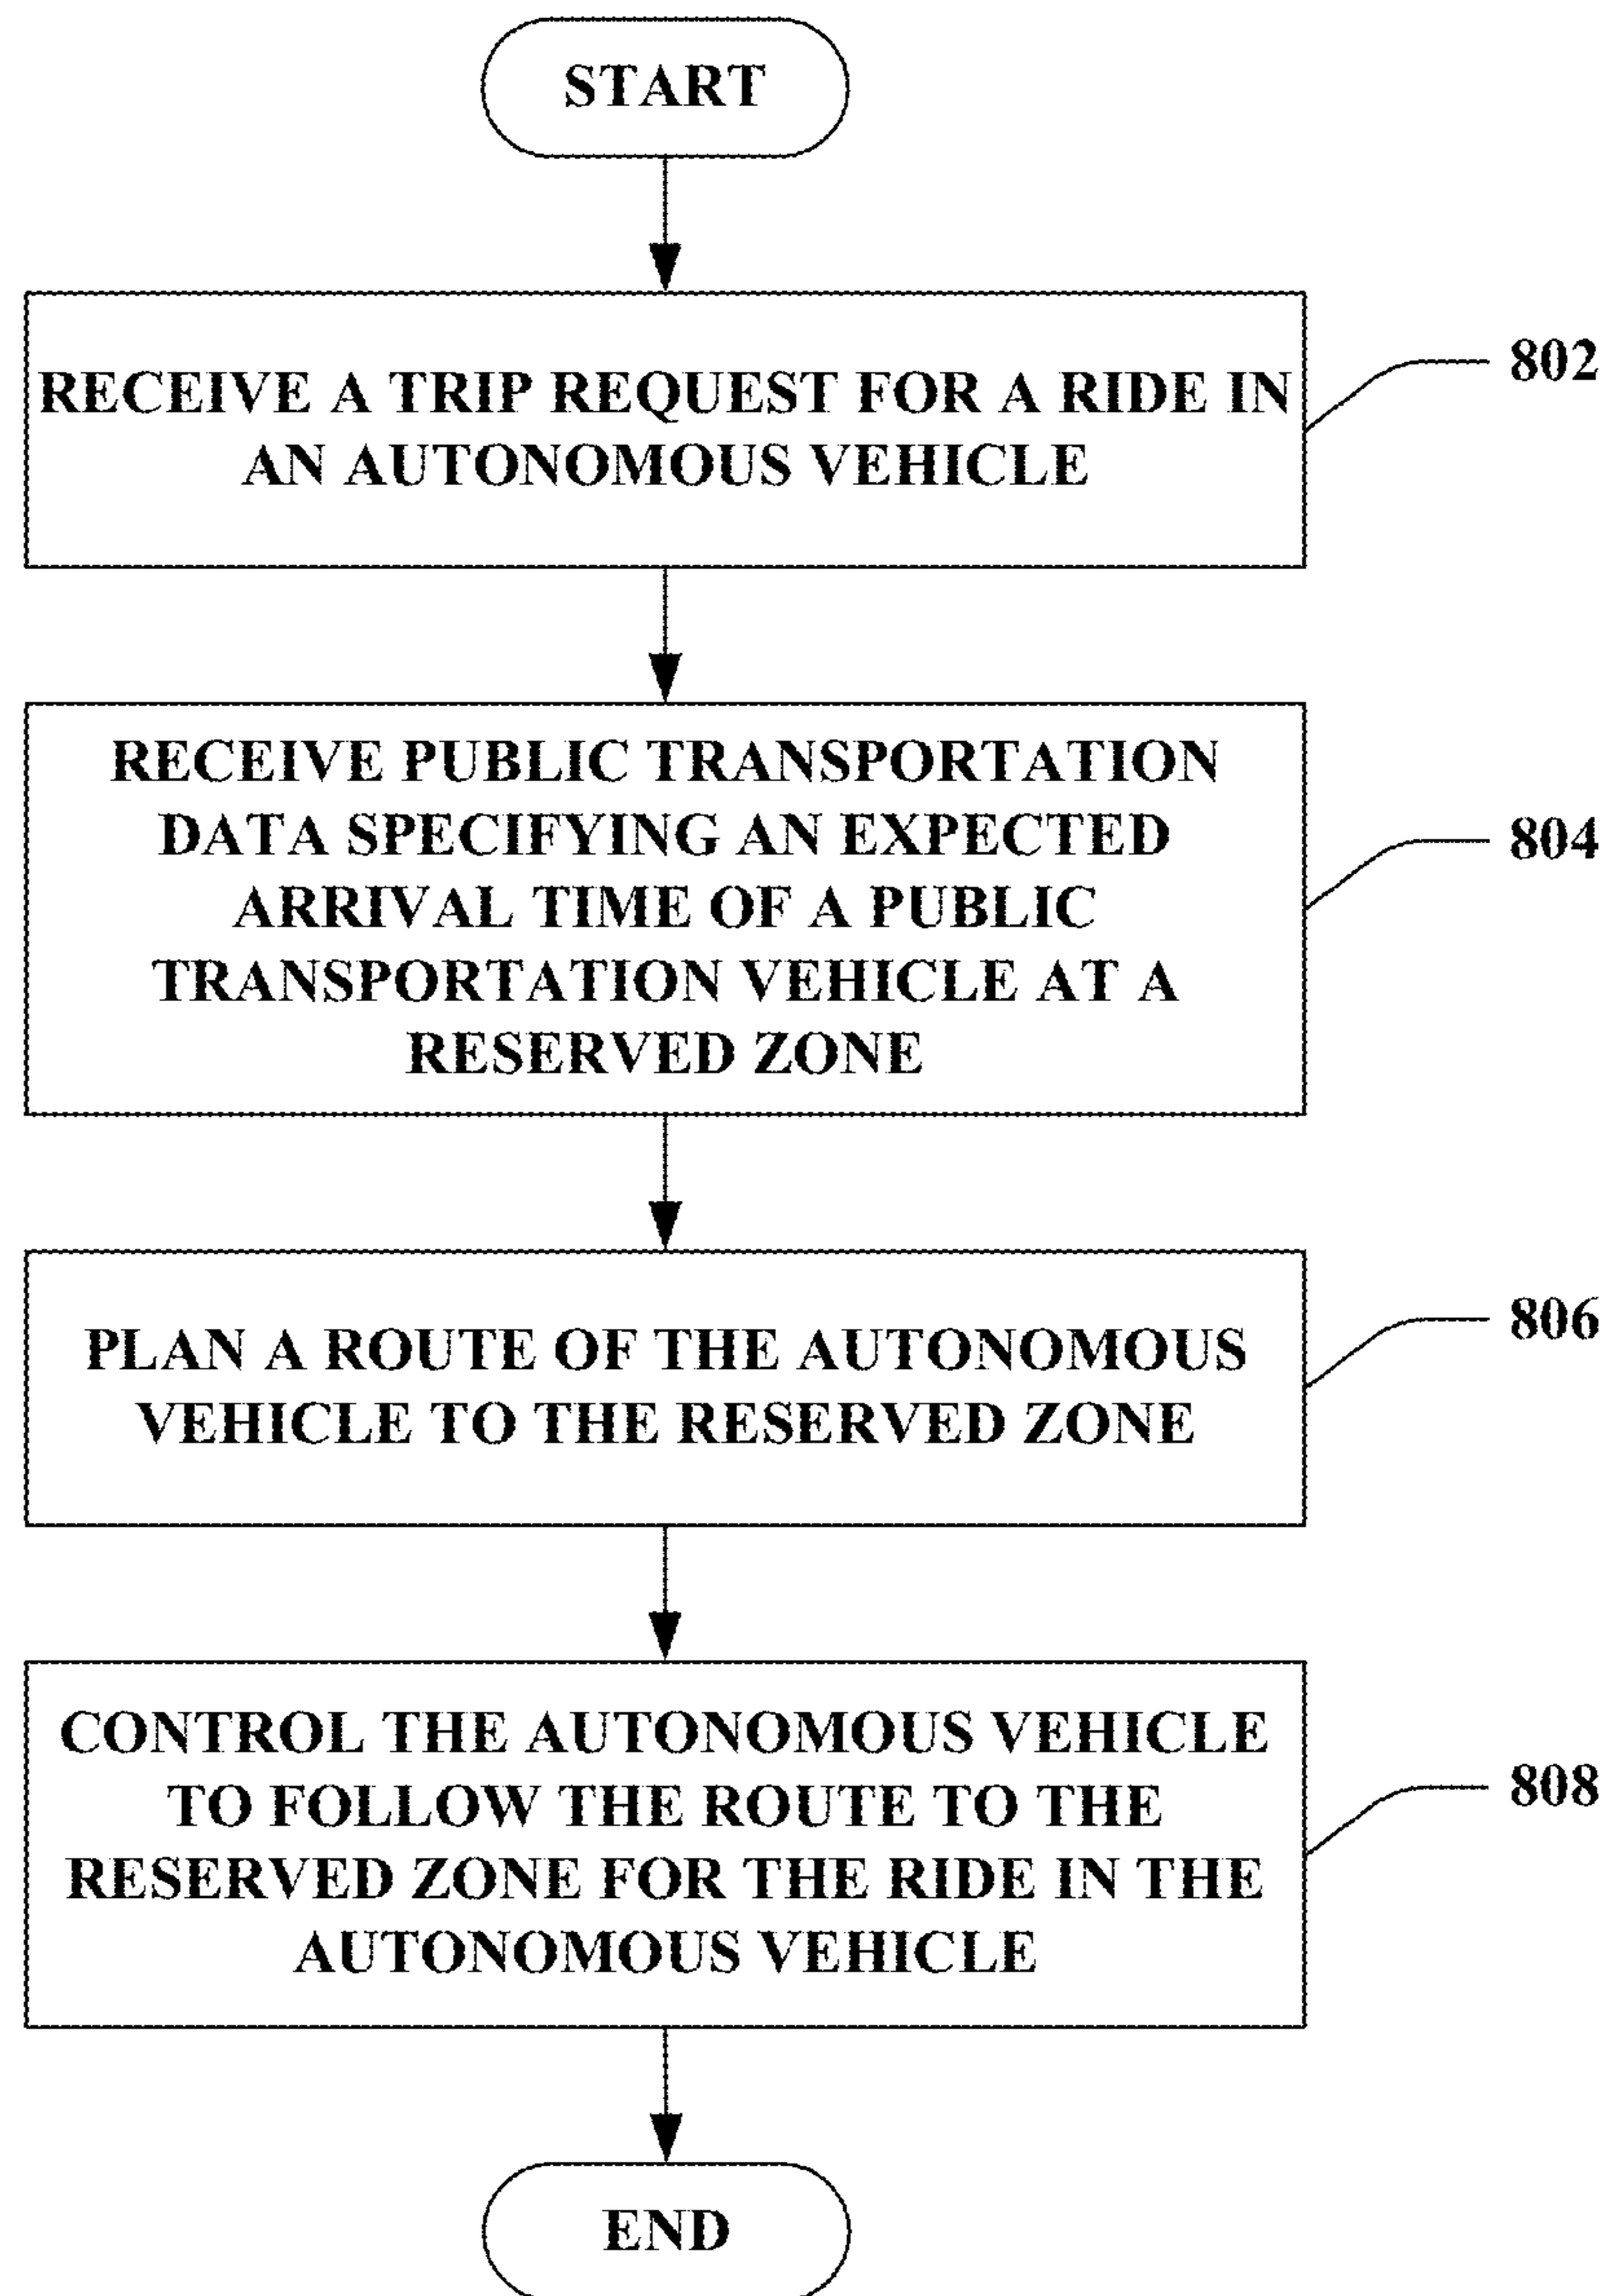 START
RECEIVE A TRIP REQUEST FOR A RIDE IN
AN AUTONOMOUS VEHICLE
802
RECEIVE PUBLIC TRANSPORTATION
DATA SPECIFYING AN EXPECTED
ARRIVAL TIME OF A PUBLIC
TRANSPORTATION VEHICLE AT A
RESERVED ZONE
804
PLAN A ROUTE OF THE AUTONOMOUS
VEHICLE TO THE RESERVED ZONE
806
CONTROL THE AUTONOMOUS VEHICLE
TO FOLLOW THE ROUTE TO THE
RESERVED ZONE FOR THE RIDE IN THE
AUTONOMOUS VEHICLE
808
END